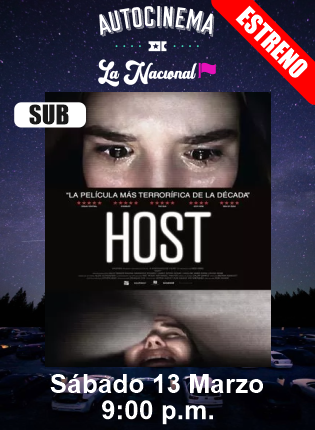 AUTOCINEMA
La Nacional
ESTRENO
SUB
"LA PELÍCULA MÁS TERRORÍFICA DE LA DÉCADA"
HOST
Sábado 13 Marzo
9:00 p.m.